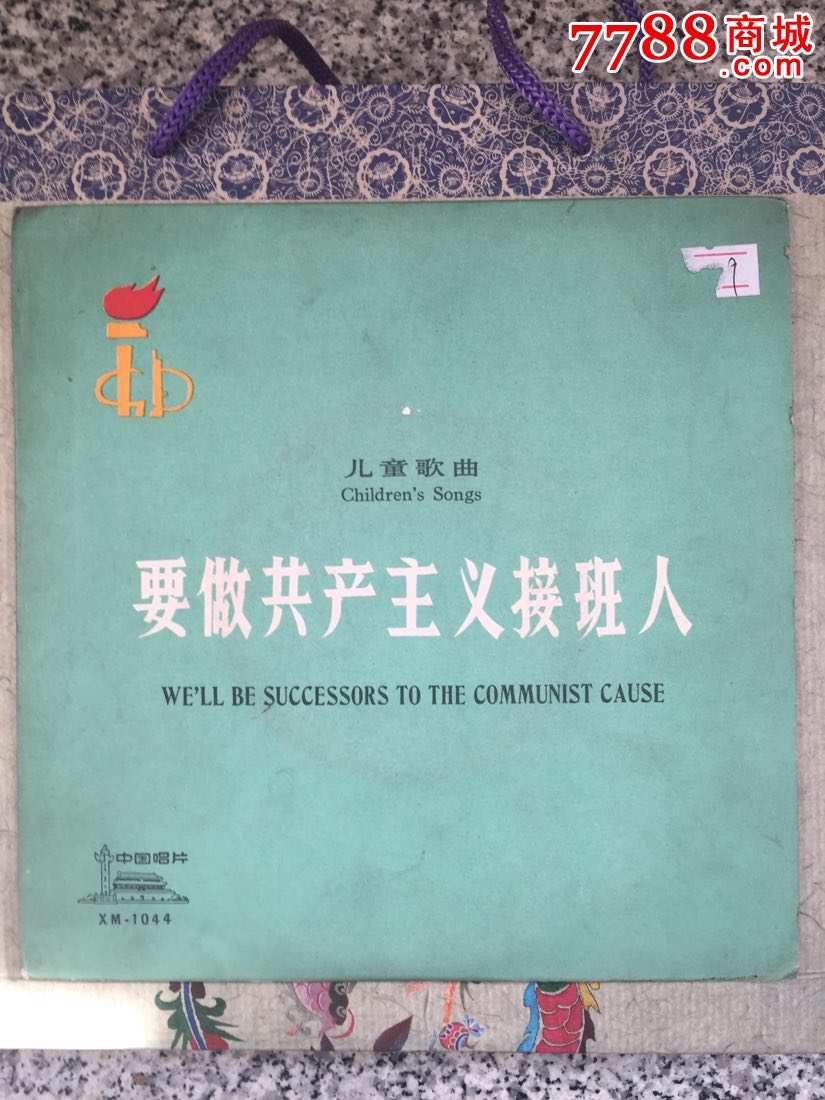 7788商城
.com
9
儿童歌曲
Children's Songs
要做共产主义接班人
WE'LL BE SUCCESSORS TO THE COMMUNIST CAUSE
中国唱片
XM-1044